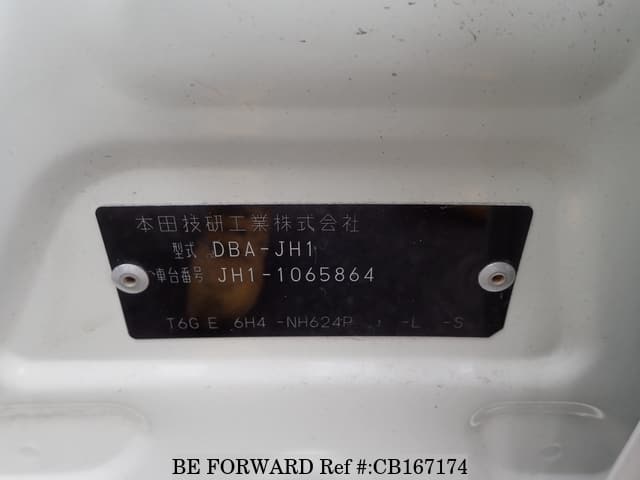 本田技研工業株式会社
型式 DBA-JH1
車台番号 JH1-1065864
T6G E 6H4 -NH624P -L -S
BE FORWARD Ref #:CB167174